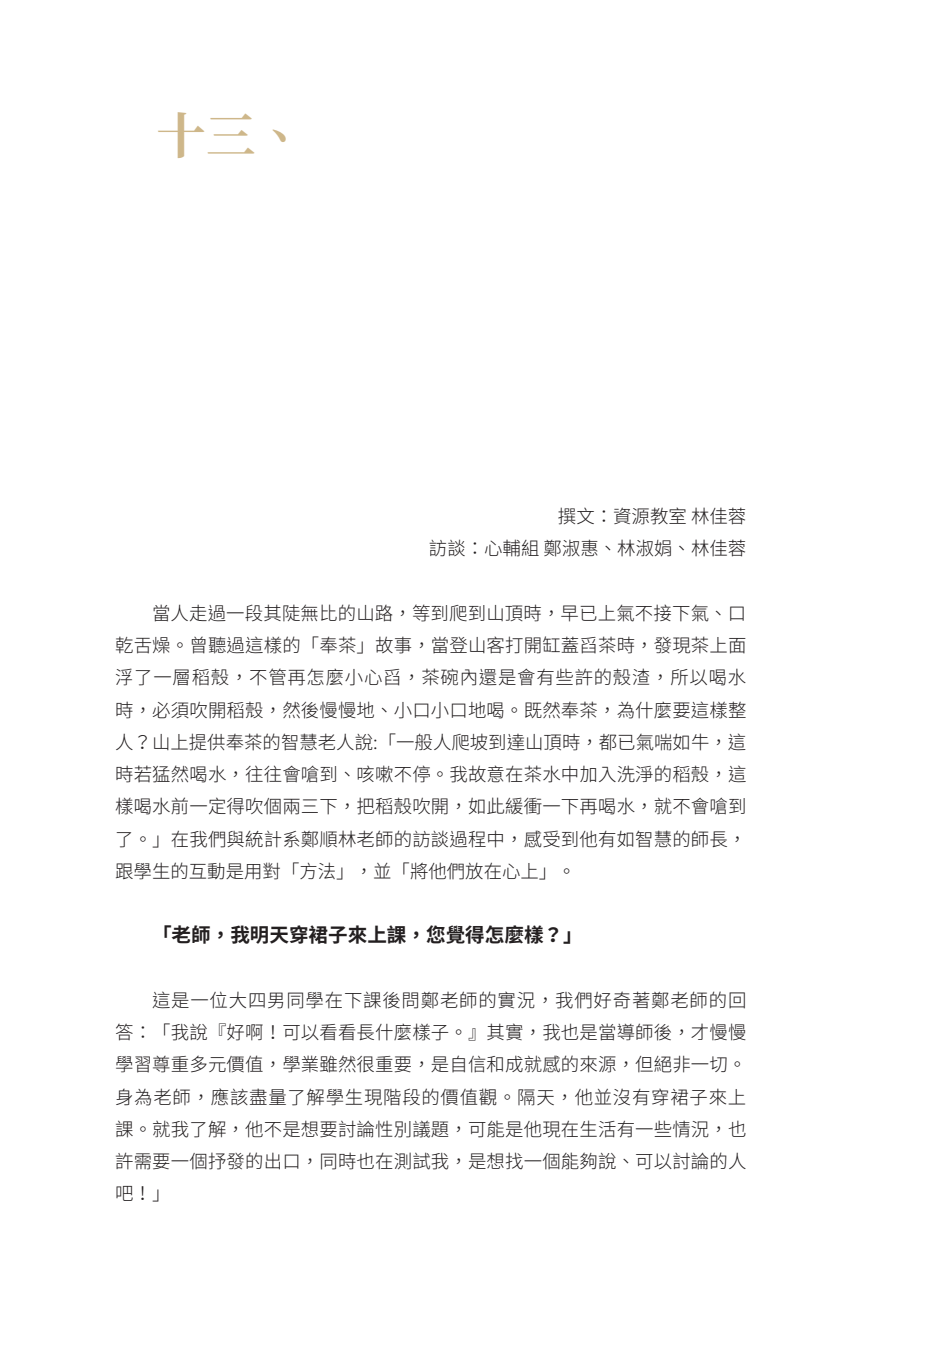 十三、
撰文：資源教室 林佳蓉
訪談：心輔組 鄭淑惠、林淑娟、林佳蓉
當人走過一段其陡無比的山路，等到爬到山頂時，早已上氣不接下氣、口
乾舌燥。曾聽過這樣的「奉茶」故事，當登山客打開缸蓋舀茶時，發現茶上面
浮了一層稻殼，不管再怎麼小心舀，茶碗內還是會有些許的殼渣，所以喝水
時，必須吹開稻殼，然後慢慢地、小口小口地喝。既然奉茶，為什麼要這樣整
人？山上提供奉茶的智慧老人說:「一般人爬坡到達山頂時，都已氣喘如牛，這
時若猛然喝水，往往會嗆到、咳嗽不停。我故意在茶水中加入洗淨的稻殼，這
樣喝水前一定得吹個兩三下，把稻殼吹開，如此緩衝一下再喝水，就不會嗆到
了。」在我們與統計系鄭順林老師的訪談過程中，感受到他有如智慧的師長，
跟學生的互動是用對「方法」，並「將他們放在心上」。
「老師，我明天穿裙子來上課，您覺得怎麼樣？」
這是一位大四男同學在下課後問鄭老師的實況，我們好奇著鄭老師的回
答：「我說『好啊！可以看看長什麼樣子。』其實，我也是當導師後，才慢慢
學習尊重多元價值，學業雖然很重要，是自信和成就感的來源，但絕非一切。
身為老師，應該盡量了解學生現階段的價值觀。隔天，他並沒有穿裙子來上
課。就我了解，他不是想要討論性別議題，可能是他現在生活有一些情況，也
許需要一個抒發的出口，同時也在測試我，是想找一個能夠說、可以討論的人
吧！」